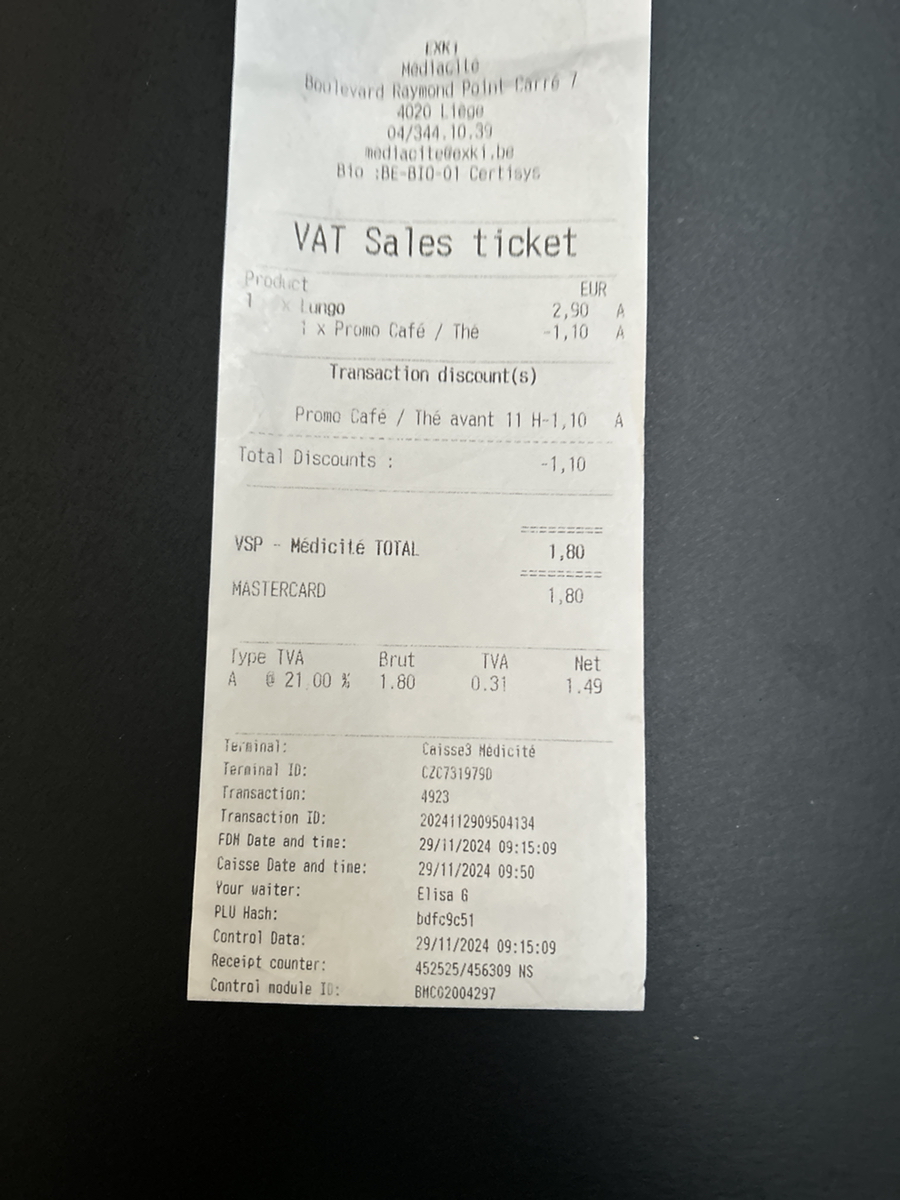 EXKi
Médiacité
Boulevard Raymond Point Carré 7
4020 Liège
04/344.10.39
mediacite@exki.be
Bio :BE-BIO-01 Certisys
VAT Sales ticket
Product EUR
1 x Lungo 2,90 A
1 x Promo Café / Thé -1,10 A
Transaction discount(s)
Promo Café / Thé avant 11 H-1,10 A
Total Discounts : -1,10
=========
VSP - Médicité TOTAL 1,80
=========
MASTERCARD 1,80
Type TVA Brut TVA Net
A @ 21.00 % 1.80 0.31 1.49
Terminal: Caisse3 Médicité
Terminal ID: CZC731979D
Transaction: 4923
Transaction ID: 2024112909504134
FDM Date and time: 29/11/2024 09:15:09
Caisse Date and time: 29/11/2024 09:50
Your waiter: Elisa G
PLU Hash: bdfc9c51
Control Data: 29/11/2024 09:15:09
Receipt counter: 452525/456309 NS
Control module ID: BMC02004297